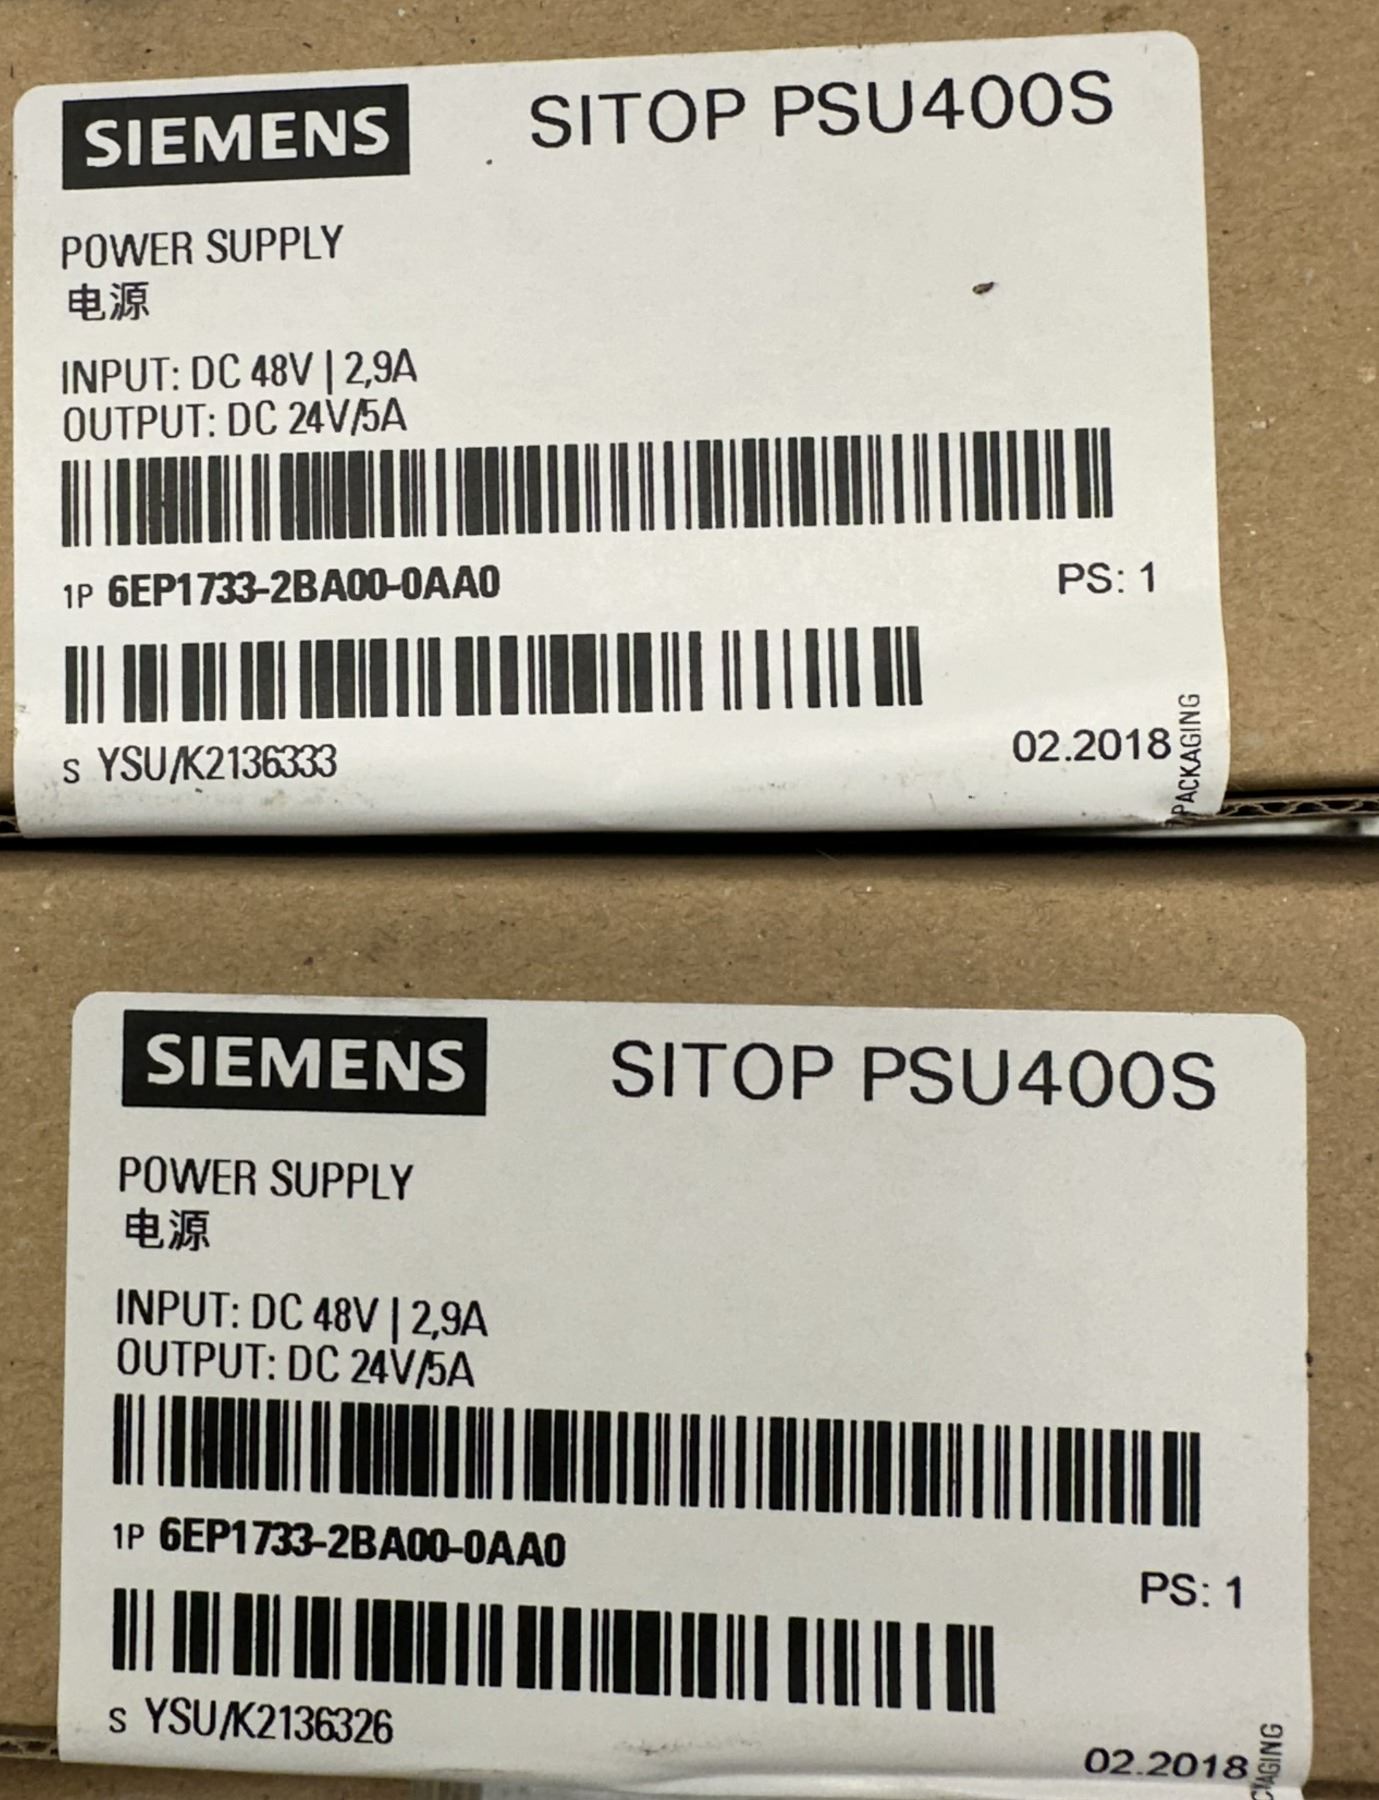 SIEMENS SITOP PSU400S
POWER SUPPLY
电源
INPUT: DC 48V | 2,9A
OUTPUT: DC 24V/5A
1P 6EP1733-2BA00-0AA0 PS: 1
S YSU/K2136333 02.2018
PACKAGING
SIEMENS SITOP PSU400S
POWER SUPPLY
电源
INPUT: DC 48V | 2,9A
OUTPUT: DC 24V/5A
1P 6EP1733-2BA00-0AA0
PS: 1
S YSU/K2136326
02.2018